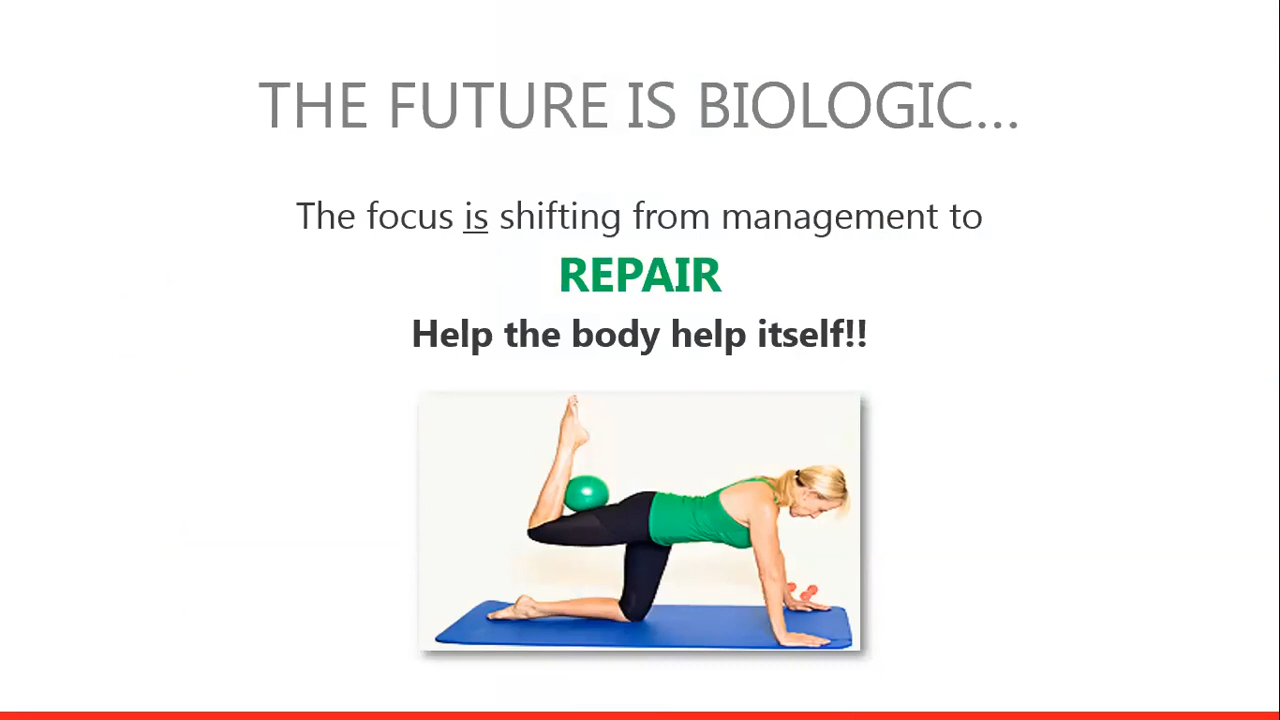 THE FUTURE IS BIOLOGIC...
The focus is shifting from management to
REPAIR
Help the body help itself!!